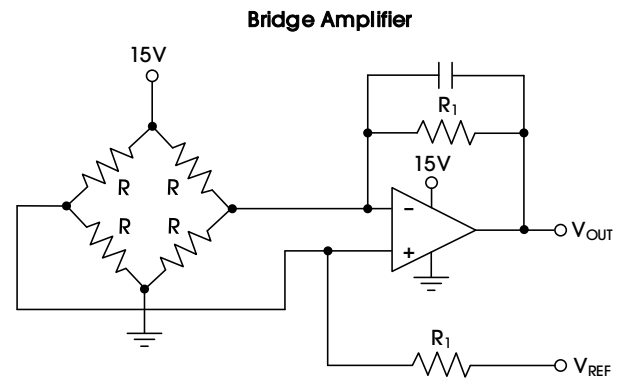 Bridge Amplifier
15V
R1
R R
15V
R R
−
VOUT
+
R1
VREF